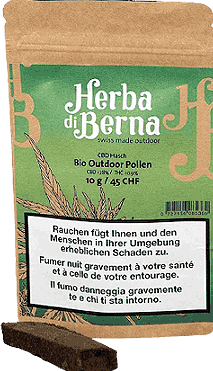 Herba
di Berna
swiss made outdoor
CBD Hasch
Bio Outdoor Pollen
10 g / 45 CHF
Rauchen fügt Ihnen und den
Menschen in Ihrer Umgebung
erheblichen Schaden zu.
Fumer nuit gravement à votre santé
et à celle de votre entourage.
Il fumo danneggia gravemente
te e chi ti sta intorno.